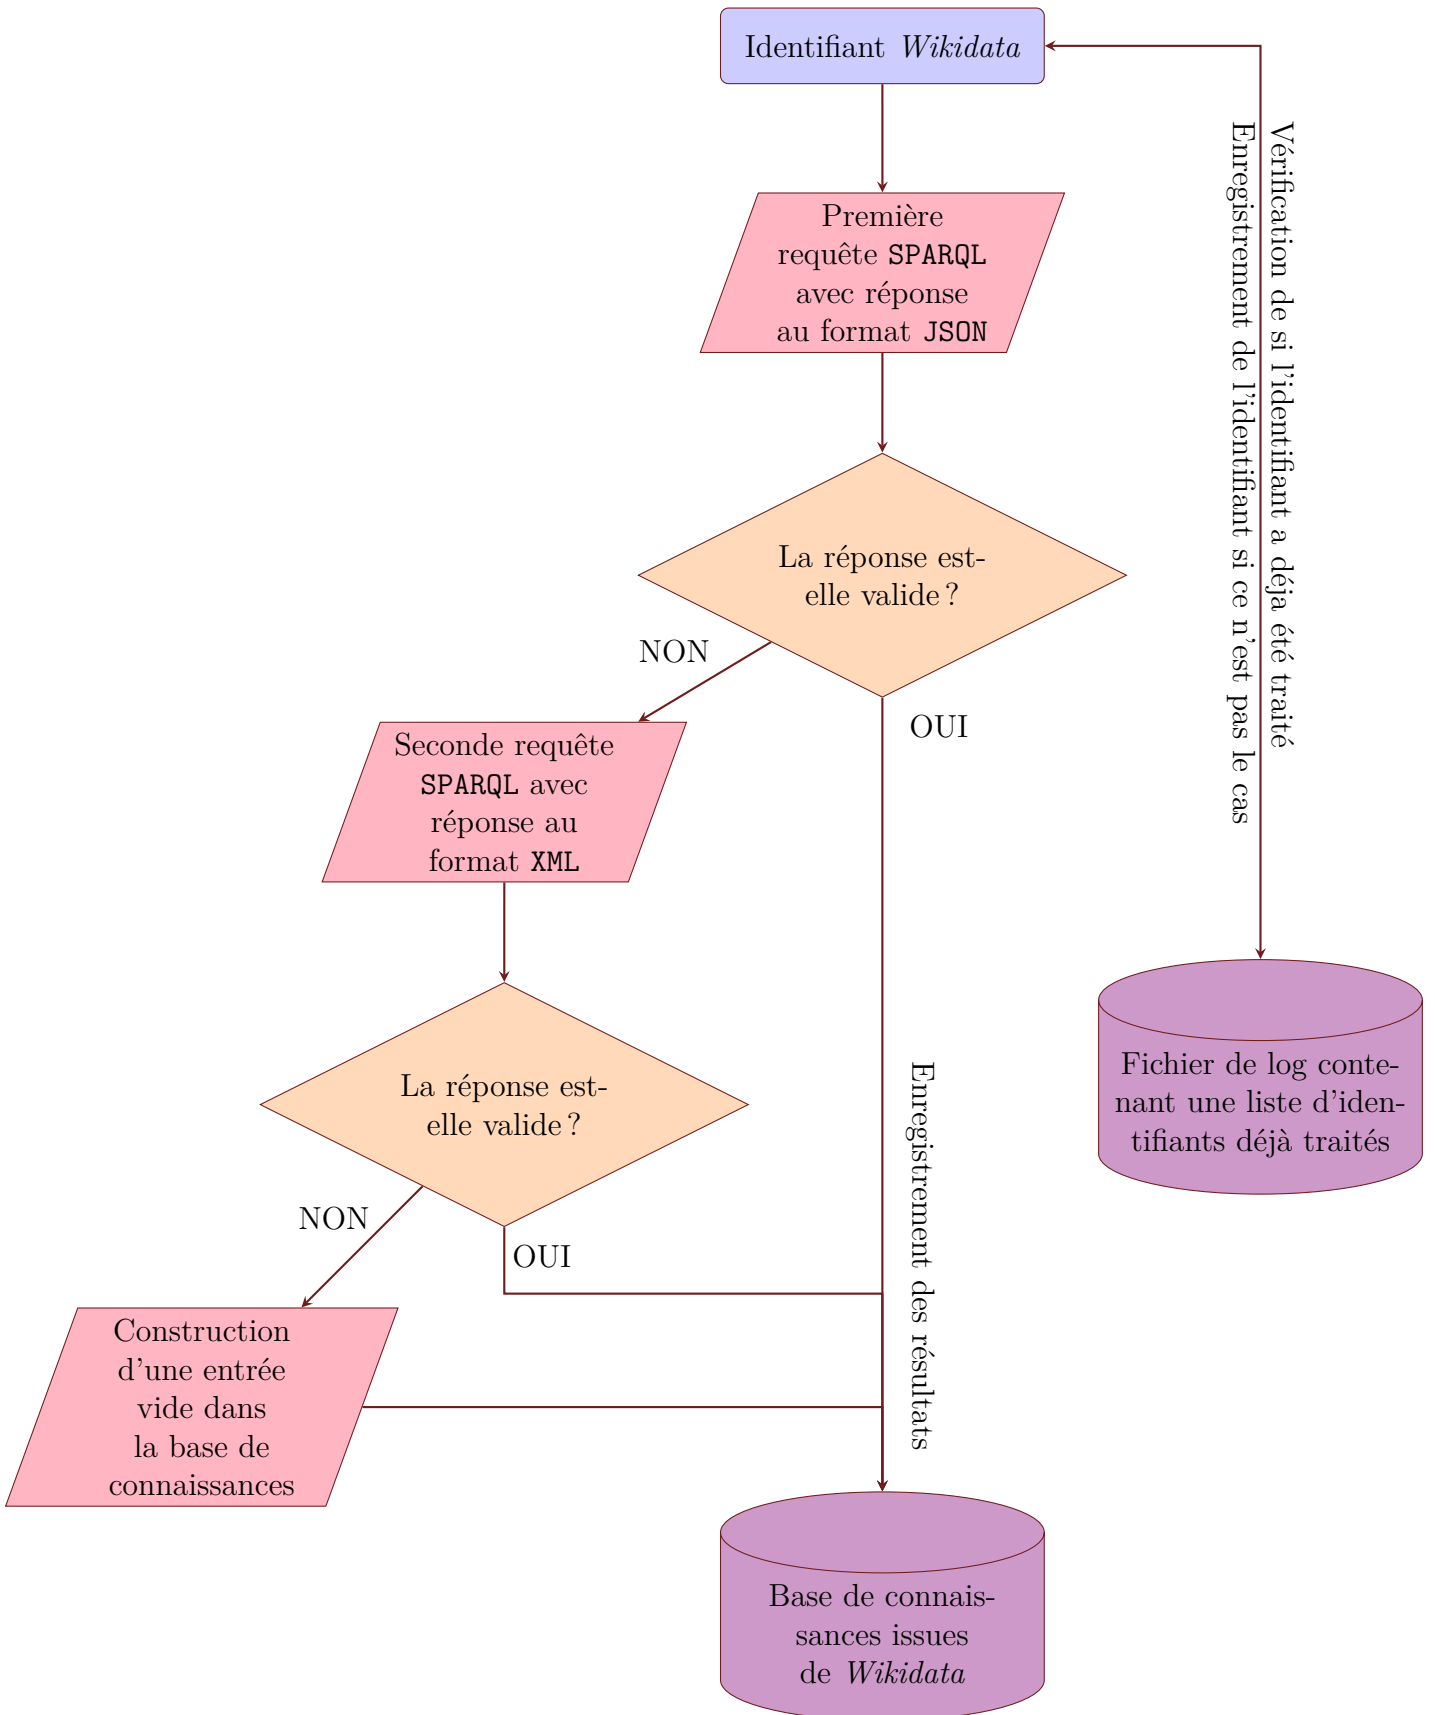 Identifiant Wikidata
Vérification de si l'identifiant a déja été traité
Enregistrement de l'identifiant si ce n'est pas le cas
Première
requête SPARQL
avec réponse
au format JSON
La réponse est-
elle valide ?
NON
OUI
Seconde requête
SPARQL avec
réponse au
format XML
La réponse est-
elle valide ?
NON
OUI
Enregistrement des résultats
Fichier de log conte-
nant une liste d'iden-
tifiants déjà traités
Construction
d'une entrée
vide dans
la base de
connaissances
Base de connais-
sances issues
de Wikidata